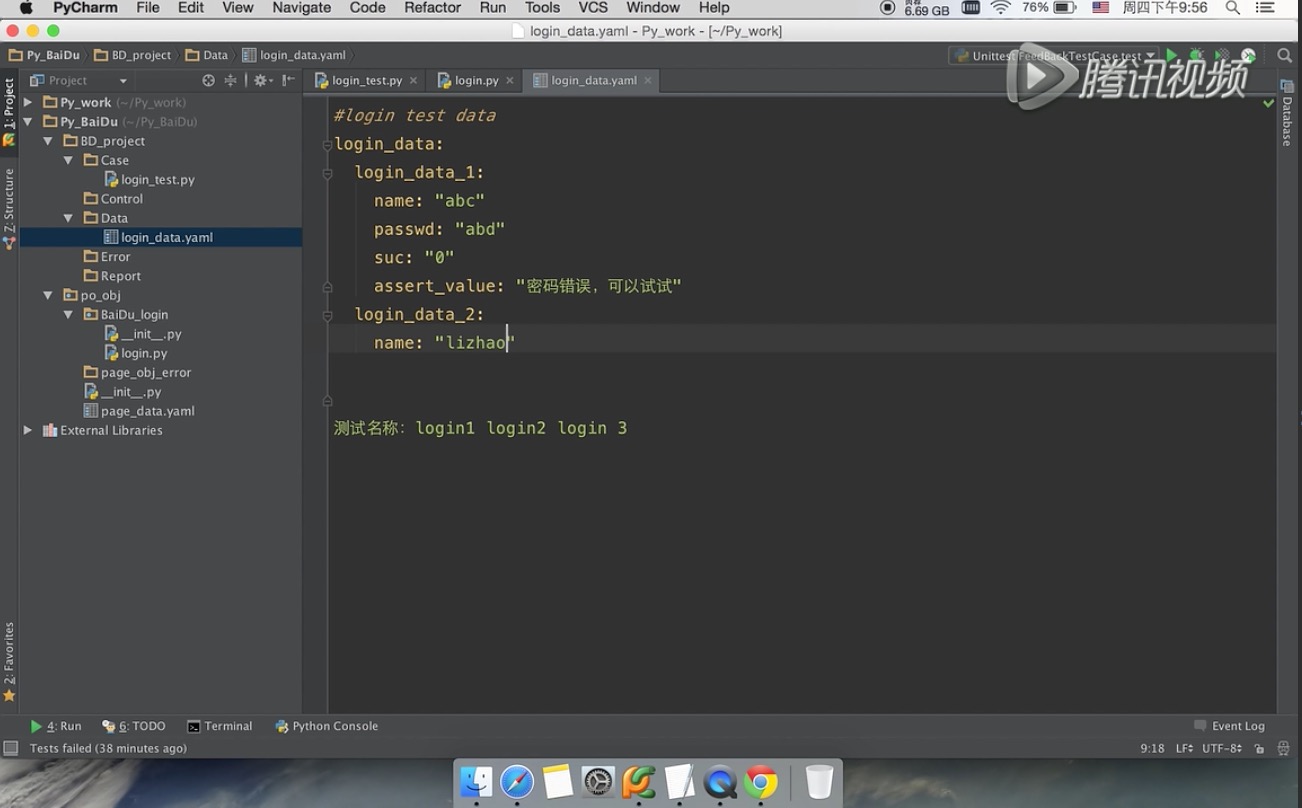 PyCharm File Edit View Navigate Code Refactor Run Tools VCS Window Help 6.69 GB 76% 周四下午9:56
login_data.yaml - Py_work - [~/Py_work]
Py_BaiDu BD_project Data login_data.yaml Unittest FeedBackTestCase.test
腾讯视频
1: Project
Project
login_test.py login.py login_data.yaml
Py_work (~/Py_work)
Py_BaiDu (~/Py_BaiDu)
BD_project
Case
login_test.py
Control
Data
login_data.yaml
Error
Report
po_obj
BaiDu_login
__init__.py
login.py
page_obj_error
__init__.py
page_data.yaml
External Libraries
Z: Structure
2: Favorites
#login test data
login_data:
login_data_1:
name: "abc"
passwd: "abd"
suc: "0"
assert_value: "密码错误，可以试试"
login_data_2:
name: "lizhao"
测试名称：login1 login2 login 3
Database
4: Run 6: TODO Terminal Python Console Event Log
Tests failed (38 minutes ago) 9:18 LF UTF-8